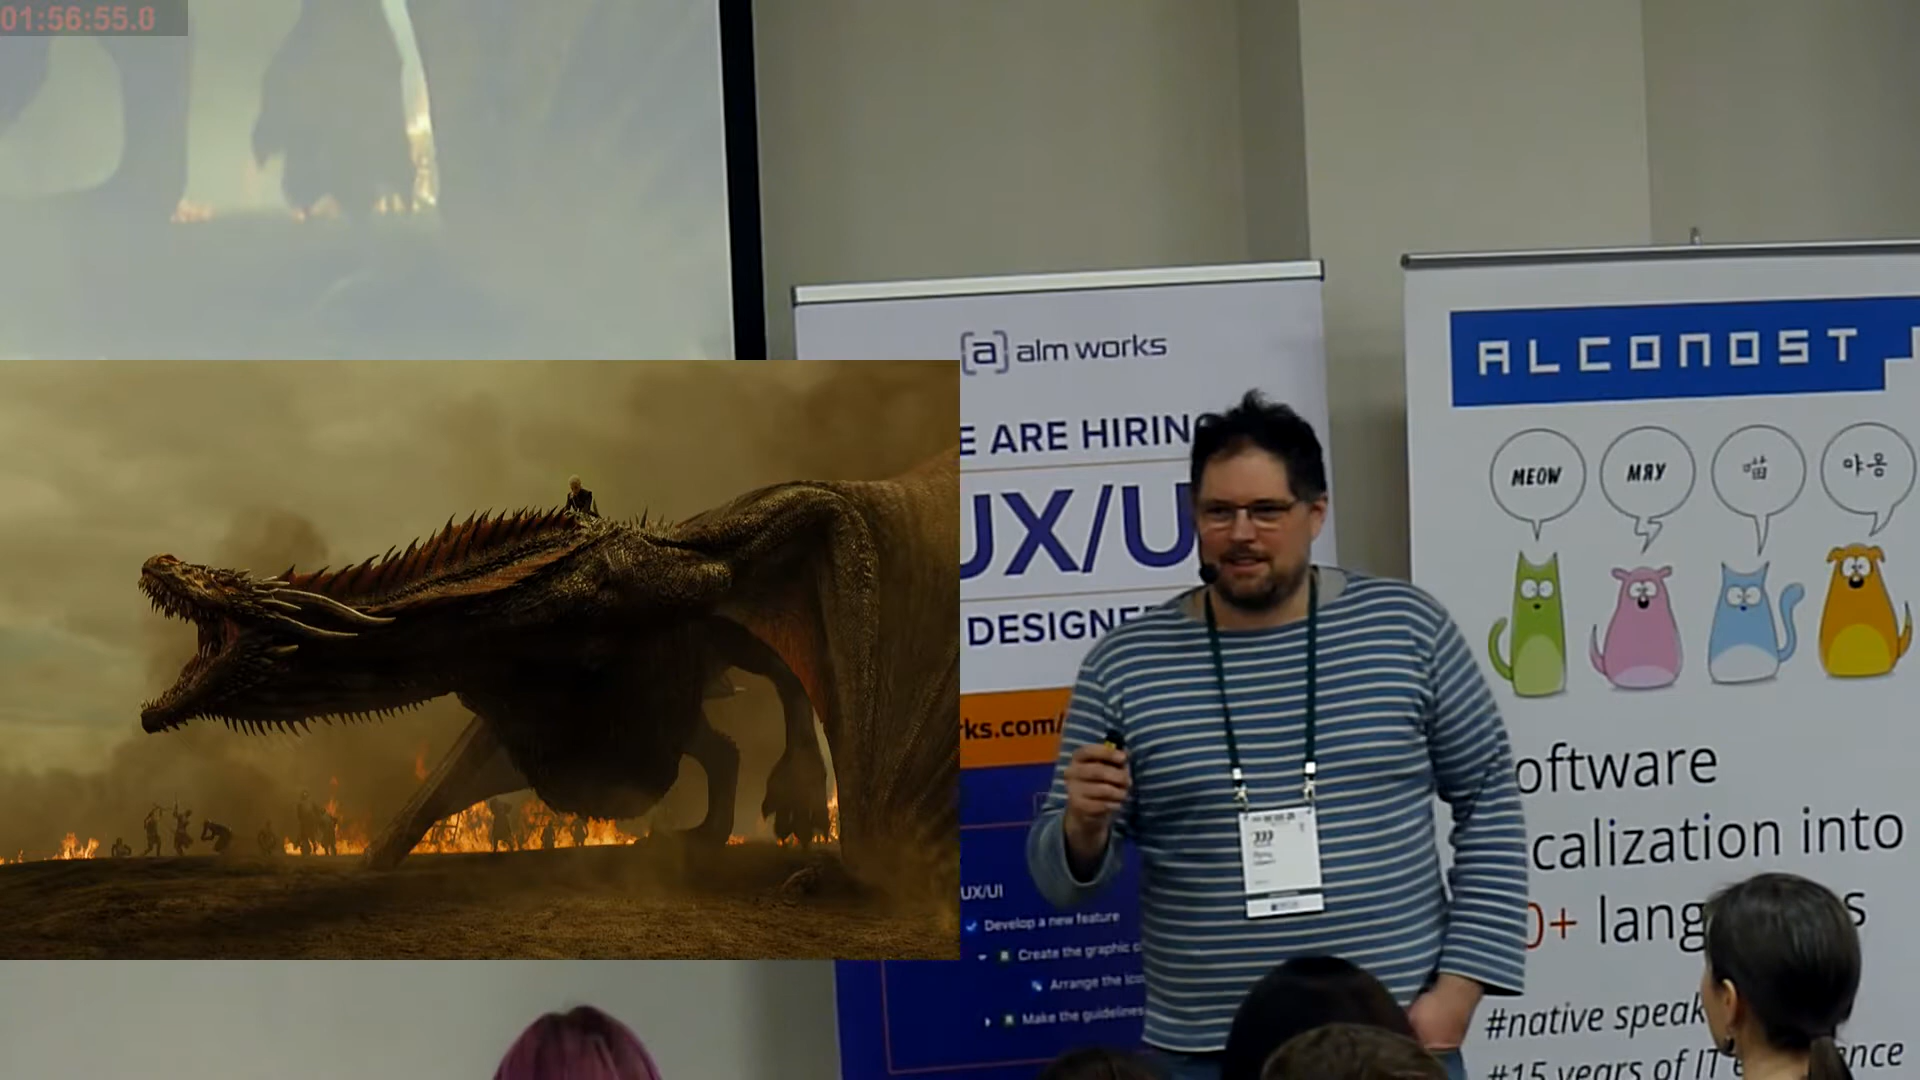 01:56:55.0
[a] alm works
E ARE HIRIN
UX/U
DESIGNE
rks.com/
UX/UI
Develop a new feature
Create the graphic c
Arrange the ico
Make the guidelines
ALCONOST
MEOW
МЯУ
喵
야옹
oftware
calization into
0+ lang s
#native speak
#15 years of IT e nce